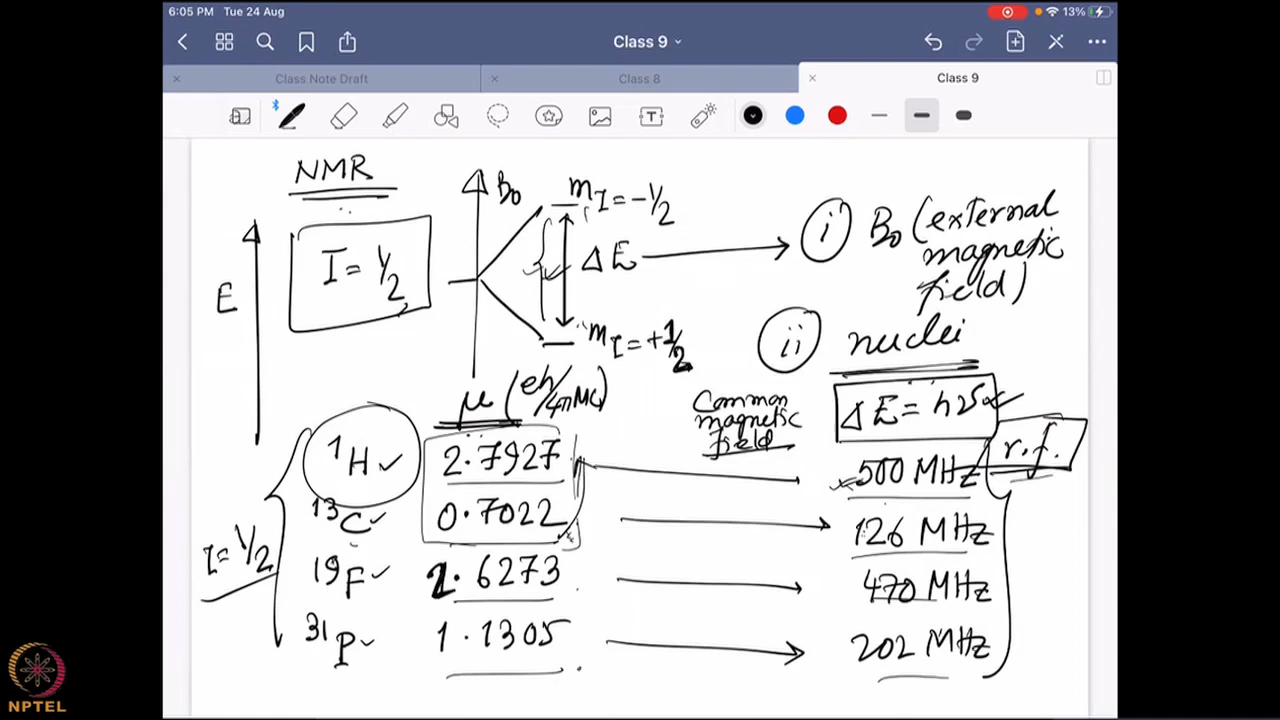 6:05 PM Tue 24 Aug
13%
Class 9
Class Note Draft
Class 8
Class 9
NMR
B₀
m_I = -1/2
E
I = 1/2
ΔE
(i) B₀ (external magnetic field)
m_I = +1/2
(ii) nuclei
μ (eh/4πMC)
Common magnetic field
ΔE = hν
r.f.
I = 1/2
¹H ✓ 2.7927 500 MHz
¹³C ✓ 0.7022 126 MHz
¹⁹F ✓ 2.6273 470 MHz
³¹P ✓ 1.1305 202 MHz
NPTEL